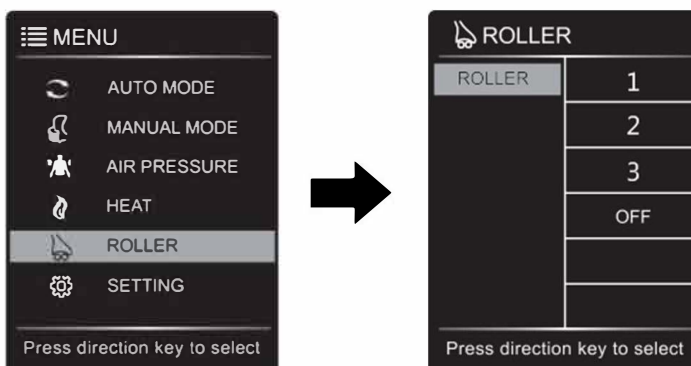 MENU
AUTO MODE
MANUAL MODE
AIR PRESSURE
HEAT
ROLLER
SETTING
Press direction key to select
ROLLER
ROLLER 1
2
3
OFF
Press direction key to select